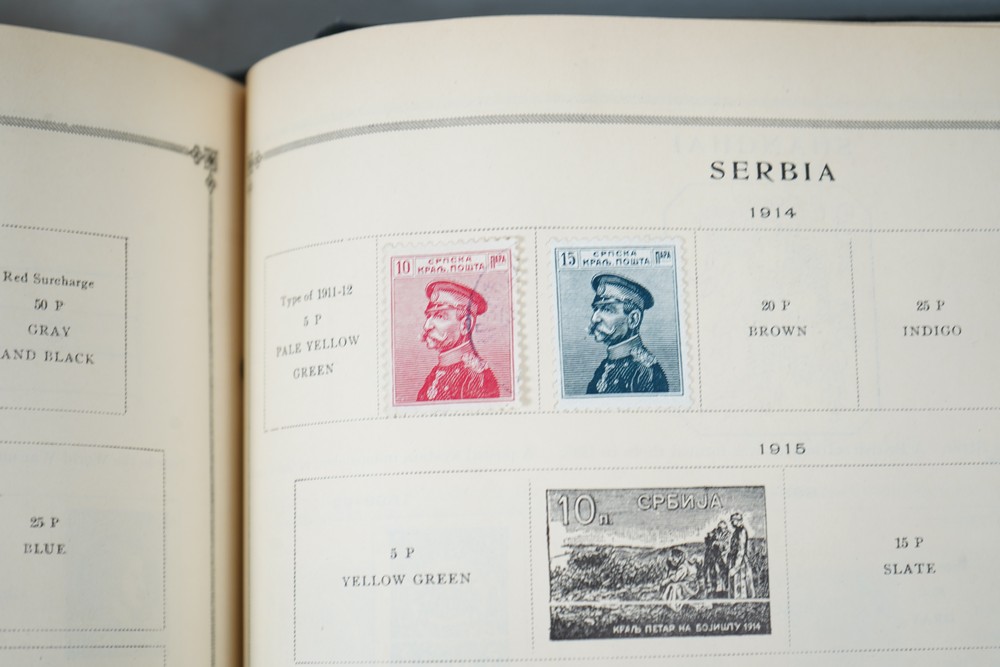 Red Surcharge
50 P
GRAY
AND BLACK
25 P
BLUE
SERBIA
1914
Type of 1911-12
5 P
PALE YELLOW
GREEN
10 СРПСКА ПАРА
КРАЉ. ПОШТА
15 СРПСКА ПАРА
КРАЉ. ПОШТА
20 P
BROWN
25 P
INDIGO
1915
5 P
YELLOW GREEN
10 п. СРБИЈА
КРАЉ ПЕТАР НА БОЈИШТУ 1914
15 P
SLATE